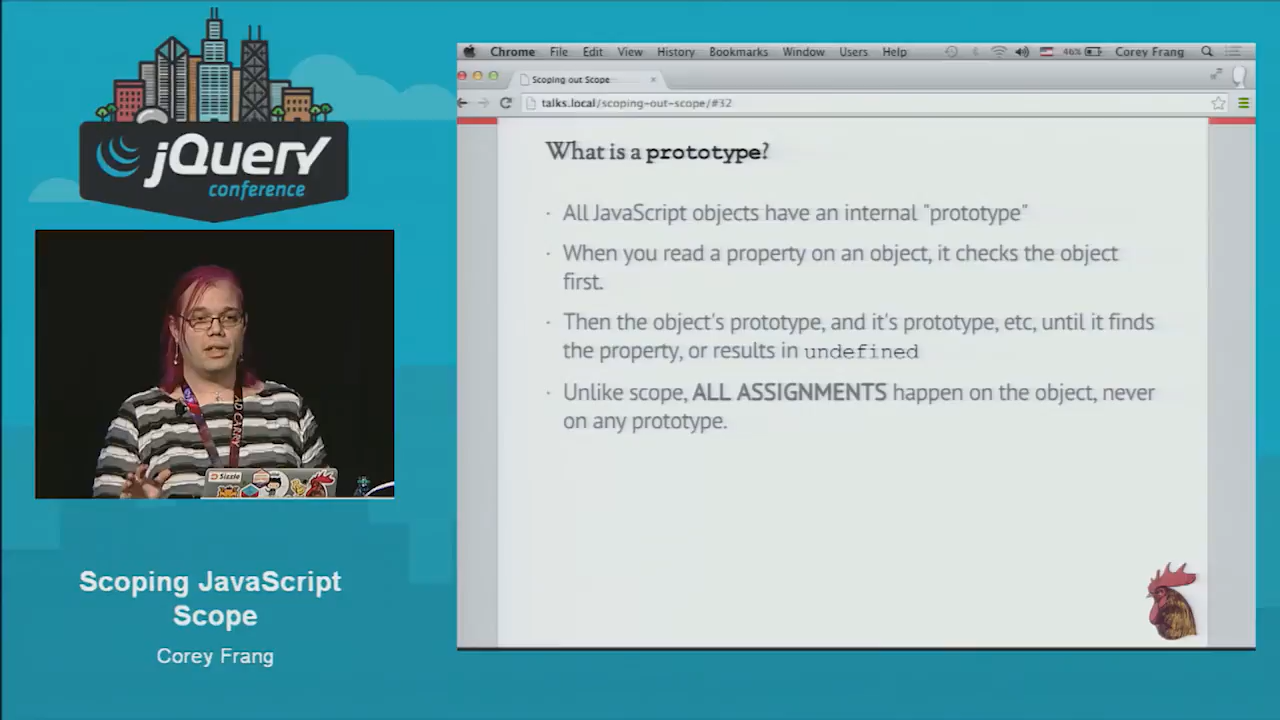 jQuery
conference
Scoping JavaScript
Scope
Corey Frang
Chrome File Edit View History Bookmarks Window Users Help 46% Corey Frang
Scoping out Scope
talks.local/scoping-out-scope/#32
What is a prototype?
· All JavaScript objects have an internal "prototype"
· When you read a property on an object, it checks the object
first.
· Then the object's prototype, and it's prototype, etc, until it finds
the property, or results in undefined
· Unlike scope, ALL ASSIGNMENTS happen on the object, never
on any prototype.
AD CARRY
Sizzle